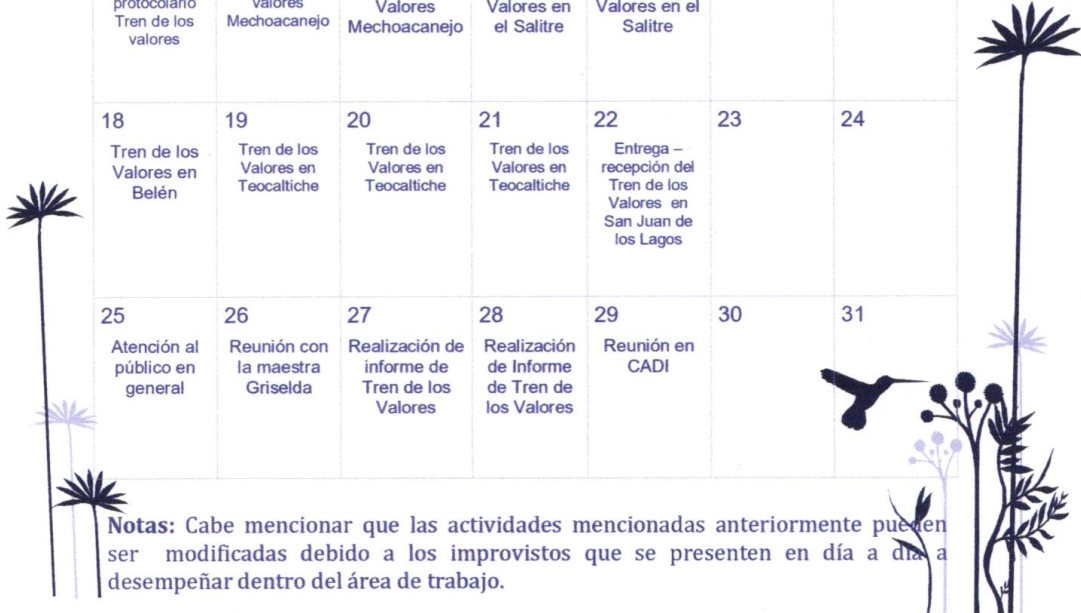 protocolario
Tren de los
valores
Valores
Mechoacanejo
Valores
Mechoacanejo
Valores en
el Salitre
Valores en el
Salitre
18
Tren de los
Valores en
Belén
19
Tren de los
Valores en
Teocaltiche
20
Tren de los
Valores en
Teocaltiche
21
Tren de los
Valores en
Teocaltiche
22
Entrega –
recepción del
Tren de los
Valores en
San Juan de
los Lagos
23
24
25
Atención al
público en
general
26
Reunión con
la maestra
Griselda
27
Realización de
informe de
Tren de los
Valores
28
Realización
de Informe
de Tren de
los Valores
29
Reunión en
CADI
30
31
Notas: Cabe mencionar que las actividades mencionadas anteriormente pueden
ser modificadas debido a los improvistos que se presenten en día a día a
desempeñar dentro del área de trabajo.